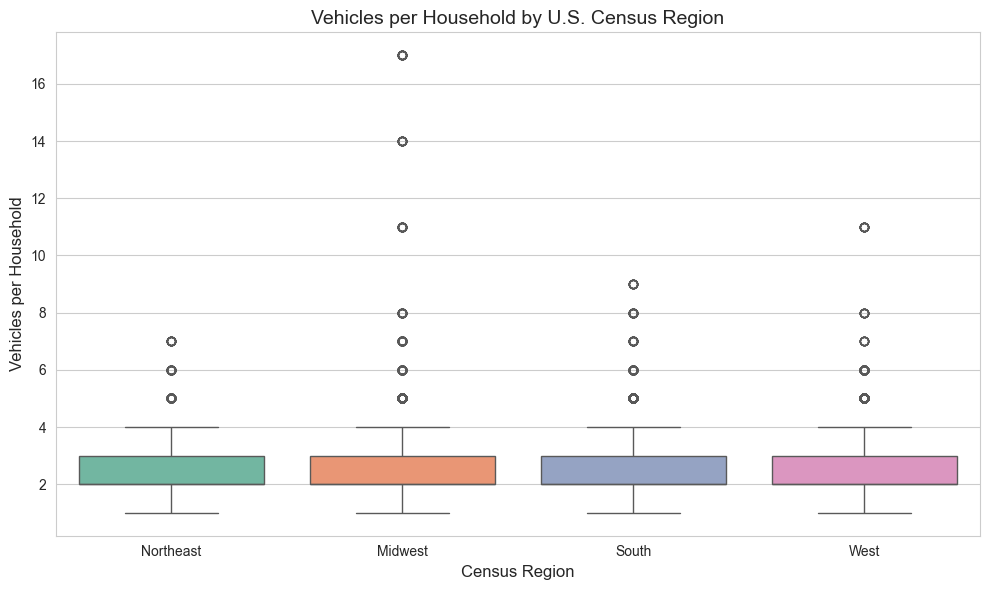 Vehicles per Household by U.S. Census Region
Vehicles per Household
16
14
12
10
8
6
4
2
Northeast
Midwest
South
West
Census Region